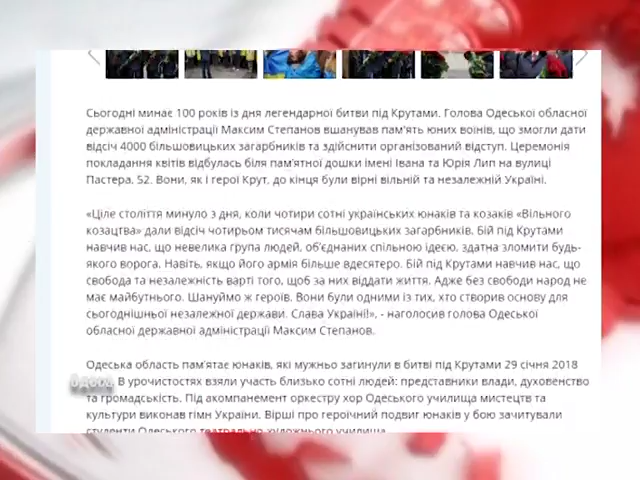 Сьогодні минає 100 років із дня легендарної битви під Крутами. Голова Одеської обласної
державної адміністрації Максим Степанов вшанував пам'ять юних воїнів, що змогли дати
відсіч 4000 більшовицьких загарбників та здійснити організований відступ. Церемонія
покладання квітів відбулась біля пам'ятної дошки імені Івана та Юрія Лип на вулиці
Пастера, 52. Вони, як і герої Крут, до кінця були вірні вільній та незалежній Україні.
«Ціле століття минуло з дня, коли чотири сотні українських юнаків та козаків «Вільного
козацтва» дали відсіч чотирьом тисячам більшовицьких загарбників. Бій під Крутами
навчив нас, що невелика група людей, об'єднаних спільною ідеєю, здатна зломити будь-
якого ворога. Навіть, якщо його армія більше вдесятеро. Бій під Крутами навчив нас, що
свобода та незалежність варті того, щоб за них віддати життя. Адже без свободи народ не
має майбутнього. Шануймо ж героїв. Вони були одними із тих, хто створив основу для
сьогоднішньої незалежної держави. Слава Україні!», - наголосив голова Одеської
обласної державної адміністрації Максим Степанов.
Одеська область пам'ятає юнаків, які мужньо загинули в битві під Крутами 29 січня 2018
В урочистостях взяли участь близько сотні людей: представники влади, духовенство
та громадськість. Під акомпанемент оркестру хор Одеського училища мистецтв та
культури виконав гімн України. Вірші про героїчний подвиг юнаків у бою зачитували
студенти Одеського театрально-художнього училища